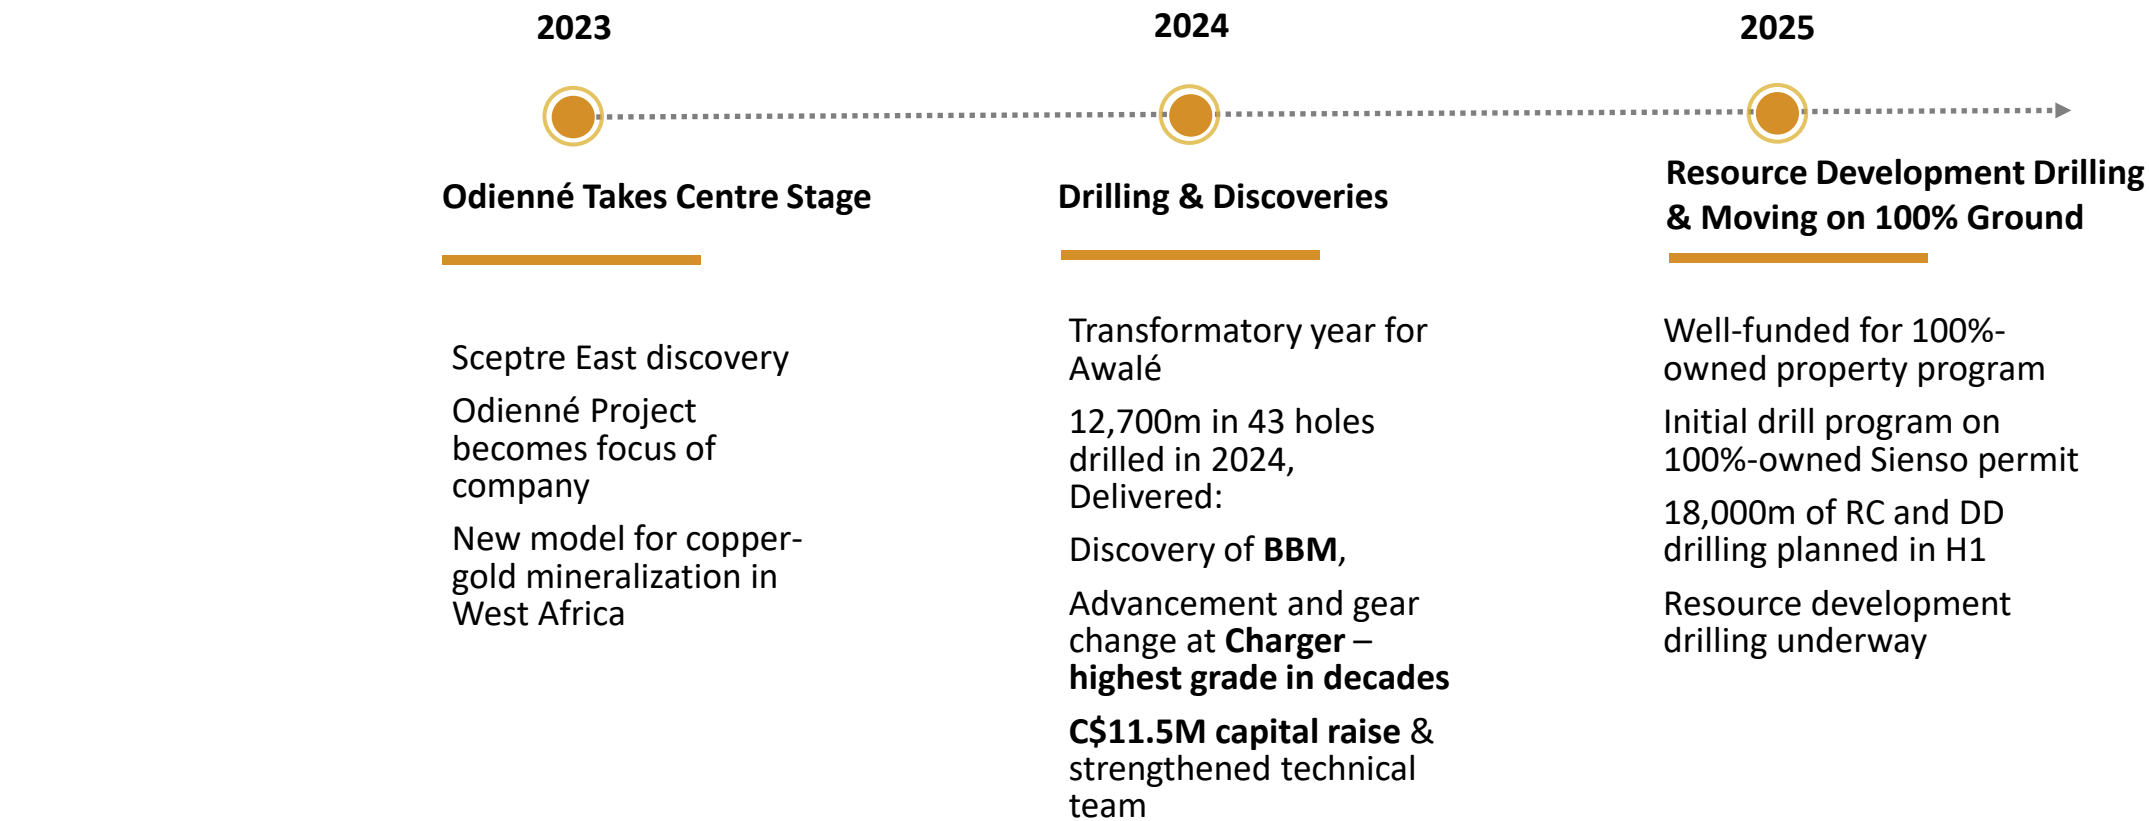 2023
Odienné Takes Centre Stage
Sceptre East discovery
Odienné Project
becomes focus of
company
New model for copper-
gold mineralization in
West Africa
2024
Drilling & Discoveries
Transformatory year for
Awalé
12,700m in 43 holes
drilled in 2024,
Delivered:
Discovery of BBM,
Advancement and gear
change at Charger –
highest grade in decades
C$11.5M capital raise &
strengthened technical
team
2025
Resource Development Drilling
& Moving on 100% Ground
Well-funded for 100%-
owned property program
Initial drill program on
100%-owned Sienso permit
18,000m of RC and DD
drilling planned in H1
Resource development
drilling underway